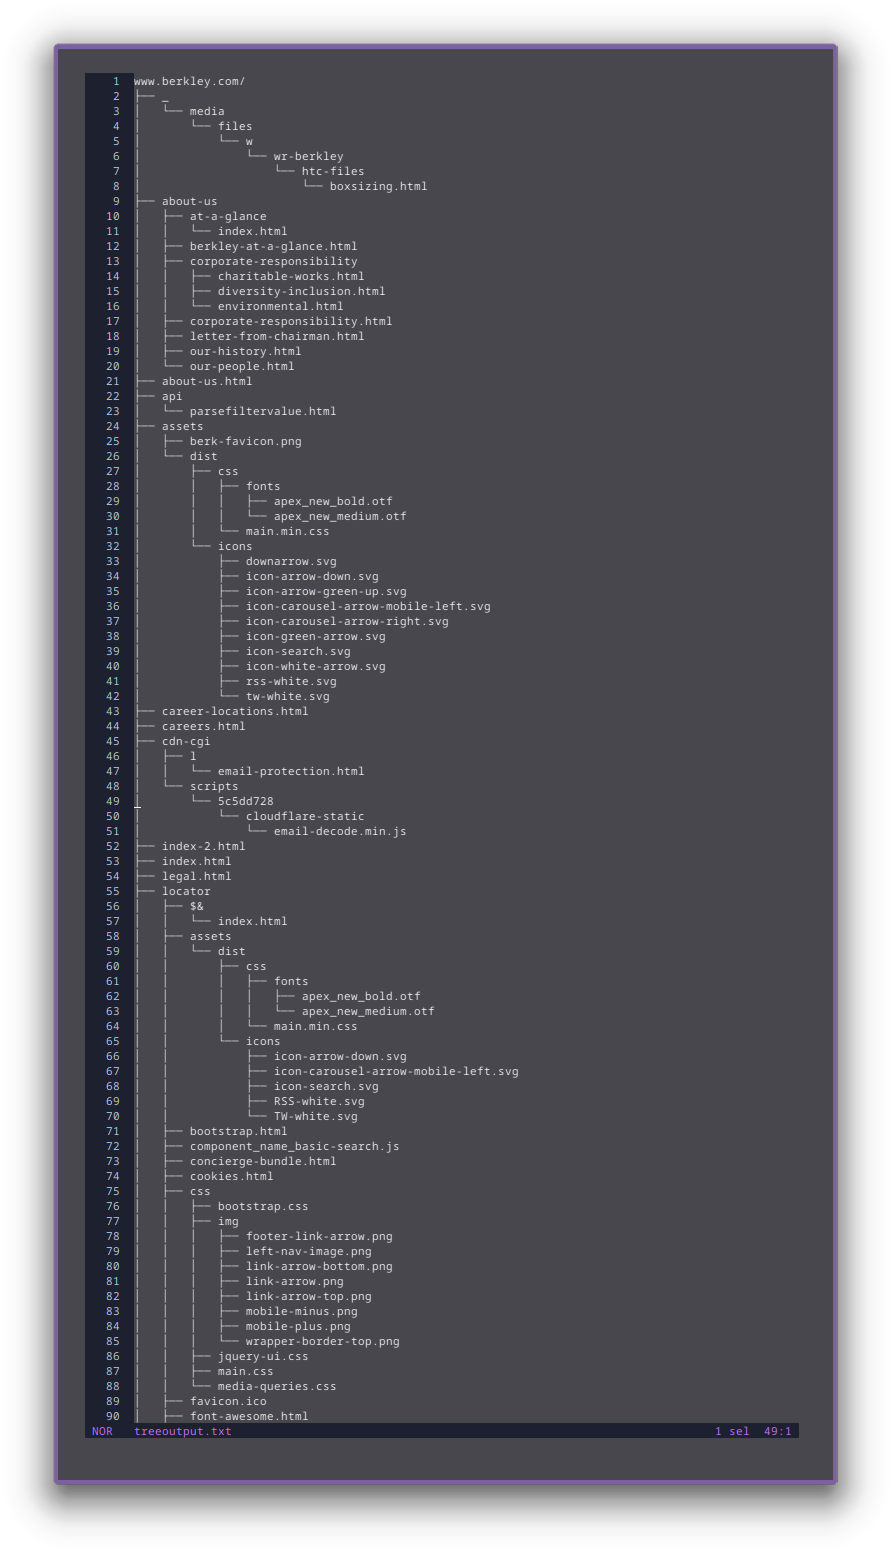 1 www.berkley.com/
2 ├── _
3 │   └── media
4 │       └── files
5 │           └── w
6 │               └── wr-berkley
7 │                   └── htc-files
8 │                       └── boxsizing.html
9 ├── about-us
10 │   ├── at-a-glance
11 │   │   └── index.html
12 │   ├── berkley-at-a-glance.html
13 │   ├── corporate-responsibility
14 │   │   ├── charitable-works.html
15 │   │   ├── diversity-inclusion.html
16 │   │   └── environmental.html
17 │   ├── corporate-responsibility.html
18 │   ├── letter-from-chairman.html
19 │   ├── our-history.html
20 │   └── our-people.html
21 ├── about-us.html
22 ├── api
23 │   └── parsefiltervalue.html
24 ├── assets
25 │   ├── berk-favicon.png
26 │   └── dist
27 │       ├── css
28 │       │   ├── fonts
29 │       │   │   ├── apex_new_bold.otf
30 │       │   │   └── apex_new_medium.otf
31 │       │   └── main.min.css
32 │       └── icons
33 │           ├── downarrow.svg
34 │           ├── icon-arrow-down.svg
35 │           ├── icon-arrow-green-up.svg
36 │           ├── icon-carousel-arrow-mobile-left.svg
37 │           ├── icon-carousel-arrow-right.svg
38 │           ├── icon-green-arrow.svg
39 │           ├── icon-search.svg
40 │           ├── icon-white-arrow.svg
41 │           ├── rss-white.svg
42 │           └── tw-white.svg
43 ├── career-locations.html
44 ├── careers.html
45 ├── cdn-cgi
46 │   ├── l
47 │   │   └── email-protection.html
48 │   └── scripts
49 │       └── 5c5dd728
50 │           └── cloudflare-static
51 │               └── email-decode.min.js
52 ├── index-2.html
53 ├── index.html
54 ├── legal.html
55 ├── locator
56 │   ├── $&
57 │   │   └── index.html
58 │   ├── assets
59 │   │   └── dist
60 │   │       ├── css
61 │   │       │   ├── fonts
62 │   │       │   │   ├── apex_new_bold.otf
63 │   │       │   │   └── apex_new_medium.otf
64 │   │       │   └── main.min.css
65 │   │       └── icons
66 │   │           ├── icon-arrow-down.svg
67 │   │           ├── icon-carousel-arrow-mobile-left.svg
68 │   │           ├── icon-search.svg
69 │   │           ├── RSS-white.svg
70 │   │           └── TW-white.svg
71 │   ├── bootstrap.html
72 │   ├── component_name_basic-search.js
73 │   ├── concierge-bundle.html
74 │   ├── cookies.html
75 │   ├── css
76 │   │   ├── bootstrap.css
77 │   │   ├── img
78 │   │   │   ├── footer-link-arrow.png
79 │   │   │   ├── left-nav-image.png
80 │   │   │   ├── link-arrow-bottom.png
81 │   │   │   ├── link-arrow.png
82 │   │   │   ├── link-arrow-top.png
83 │   │   │   ├── mobile-minus.png
84 │   │   │   ├── mobile-plus.png
85 │   │   │   └── wrapper-border-top.png
86 │   │   ├── jquery-ui.css
87 │   │   ├── main.css
88 │   │   └── media-queries.css
89 │   ├── favicon.ico
90 │   ├── font-awesome.html
NOR treeoutput.txt 1 sel 49:1